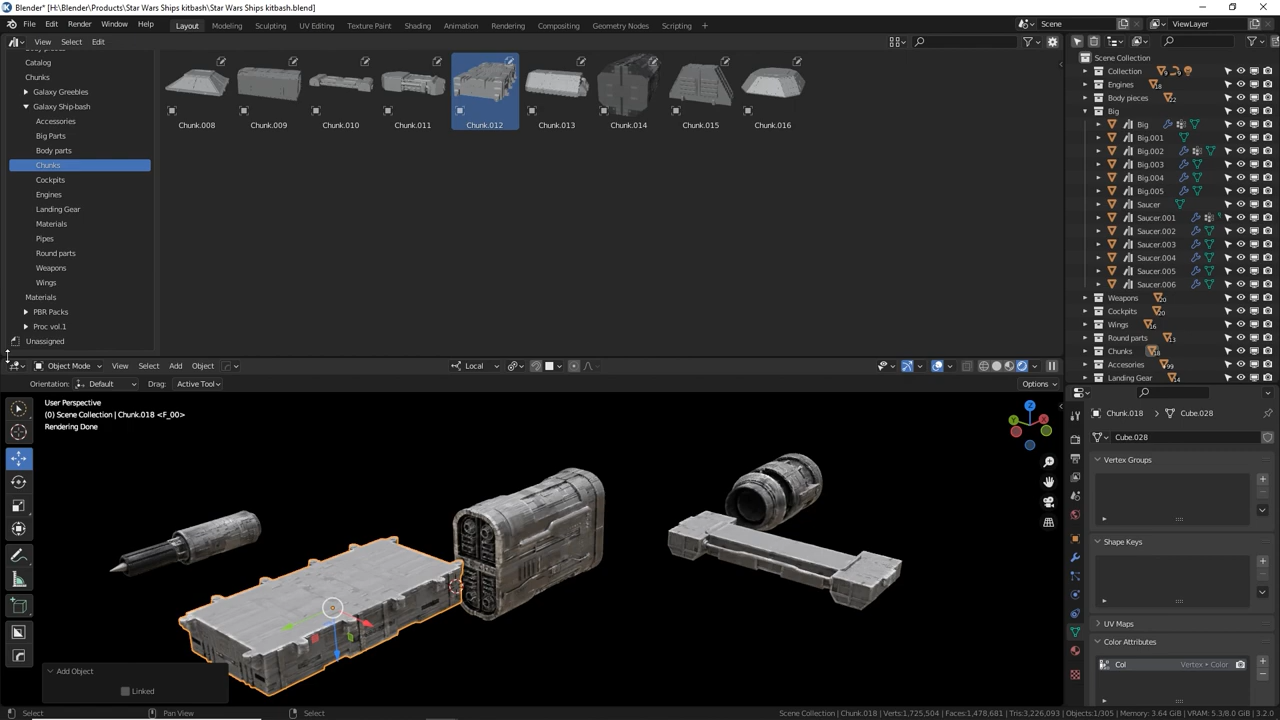 Blender* [H:\Blender\Products\Star Wars Ships kitbash\Star Wars Ships kitbash.blend]
File Edit Render Window Help Layout Modeling Sculpting UV Editing Texture Paint Shading Animation Rendering Compositing Geometry Nodes Scripting + Scene ViewLayer
View Select Edit
Catalog
Chunks
Galaxy Greebles
Galaxy Ship-bash
Accessories
Big Parts
Body parts
Chunks
Cockpits
Engines
Landing Gear
Materials
Pipes
Round parts
Weapons
Wings
Materials
PBR Packs
Proc vol.1
Unassigned
Chunk.008 Chunk.009 Chunk.010 Chunk.011 Chunk.012 Chunk.013 Chunk.014 Chunk.015 Chunk.016
Scene Collection
Collection
Engines 18
Body pieces 22
Big
Big
Big.001
Big.002
Big.003
Big.004
Big.005
Saucer
Saucer.001
Saucer.002
Saucer.003
Saucer.004
Saucer.005
Saucer.006
Weapons 20
Cockpits 20
Wings 16
Round parts 13
Chunks 18
Accesories 99
Landing Gear 14
Object Mode View Select Add Object Local
Orientation: Default Drag: Active Tool Options
User Perspective
(0) Scene Collection | Chunk.018 <F_00>
Rendering Done
Z
Y
X
Add Object
Linked
Chunk.018 > Cube.028
Cube.028
Vertex Groups
Shape Keys
UV Maps
Color Attributes
Col Vertex ▸ Color
Select Pan View Select Scene Collection | Chunk.018 | Verts:1,725,504 | Faces:1,478,681 | Tris:3,226,093 | Objects:1/305 | Memory: 3.64 GiB | VRAM: 5.3/8.0 GiB | 3.2.0